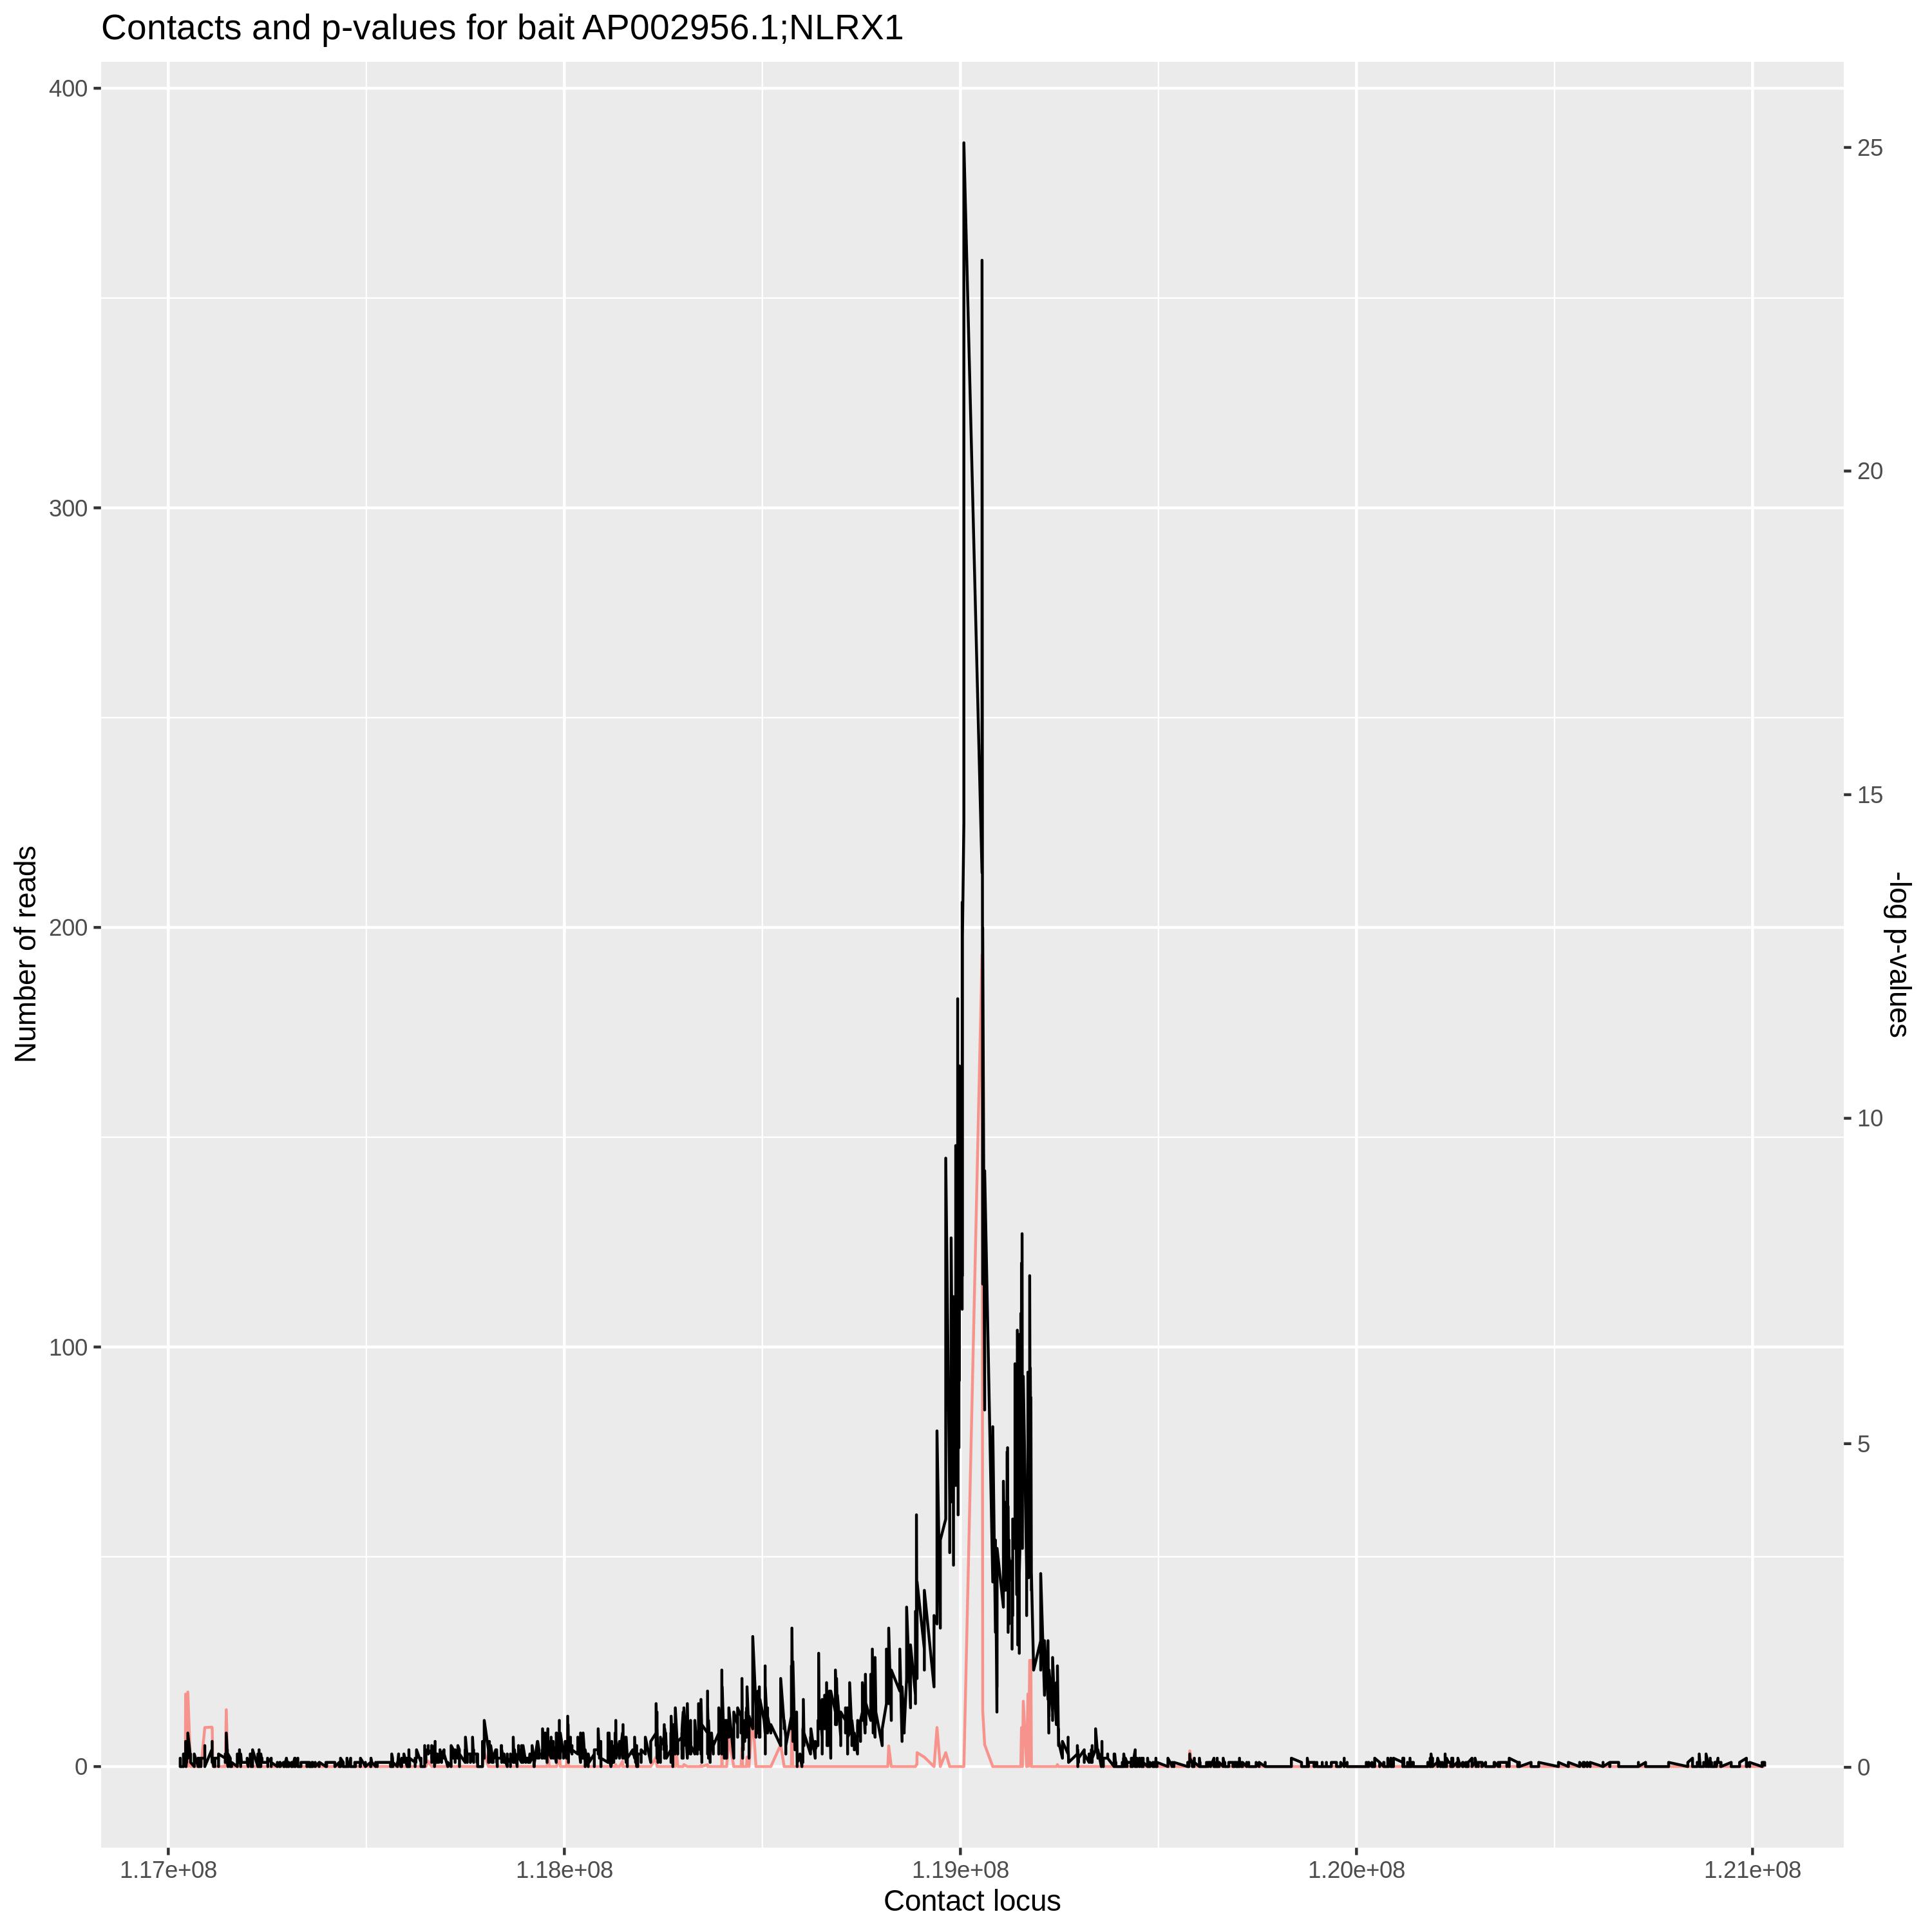 Contacts and p-values for bait AP002956.1;NLRX1
400
300
200
100
0
Number of reads
25
20
15
10
5
0
-log p-values
1.17e+08
1.18e+08
1.19e+08
1.20e+08
1.21e+08
Contact locus